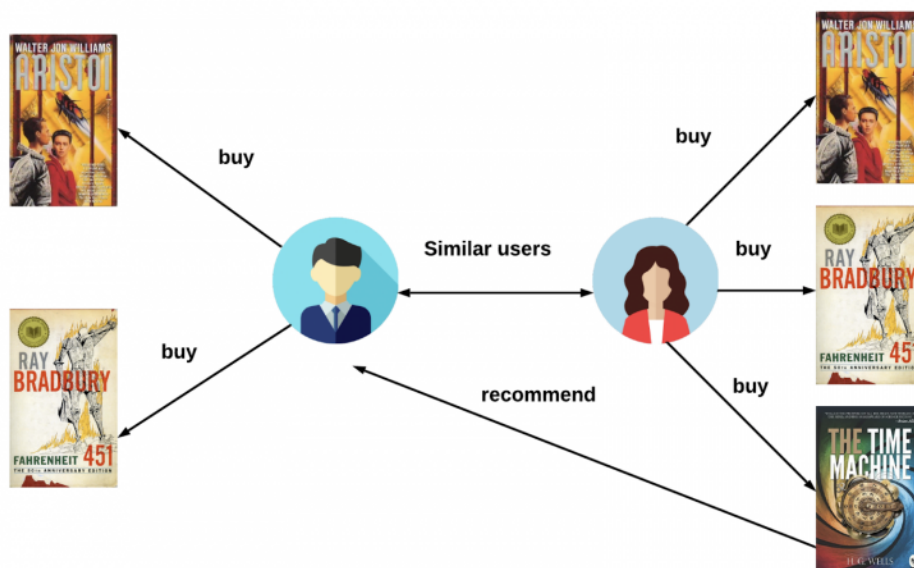 WALTER JON WILLIAMS
ARISTOI
buy
RAY
BRADBURY
FAHRENHEIT 451
THE 50TH ANNIVERSARY EDITION
buy
Similar users
recommend
buy
WALTER JON WILLIAMS
ARISTOI
buy
RAY
BRADBURY
FAHRENHEIT 451
THE 50TH ANNIVERSARY EDITION
buy
THE TIME
MACHINE
H. G. WELLS